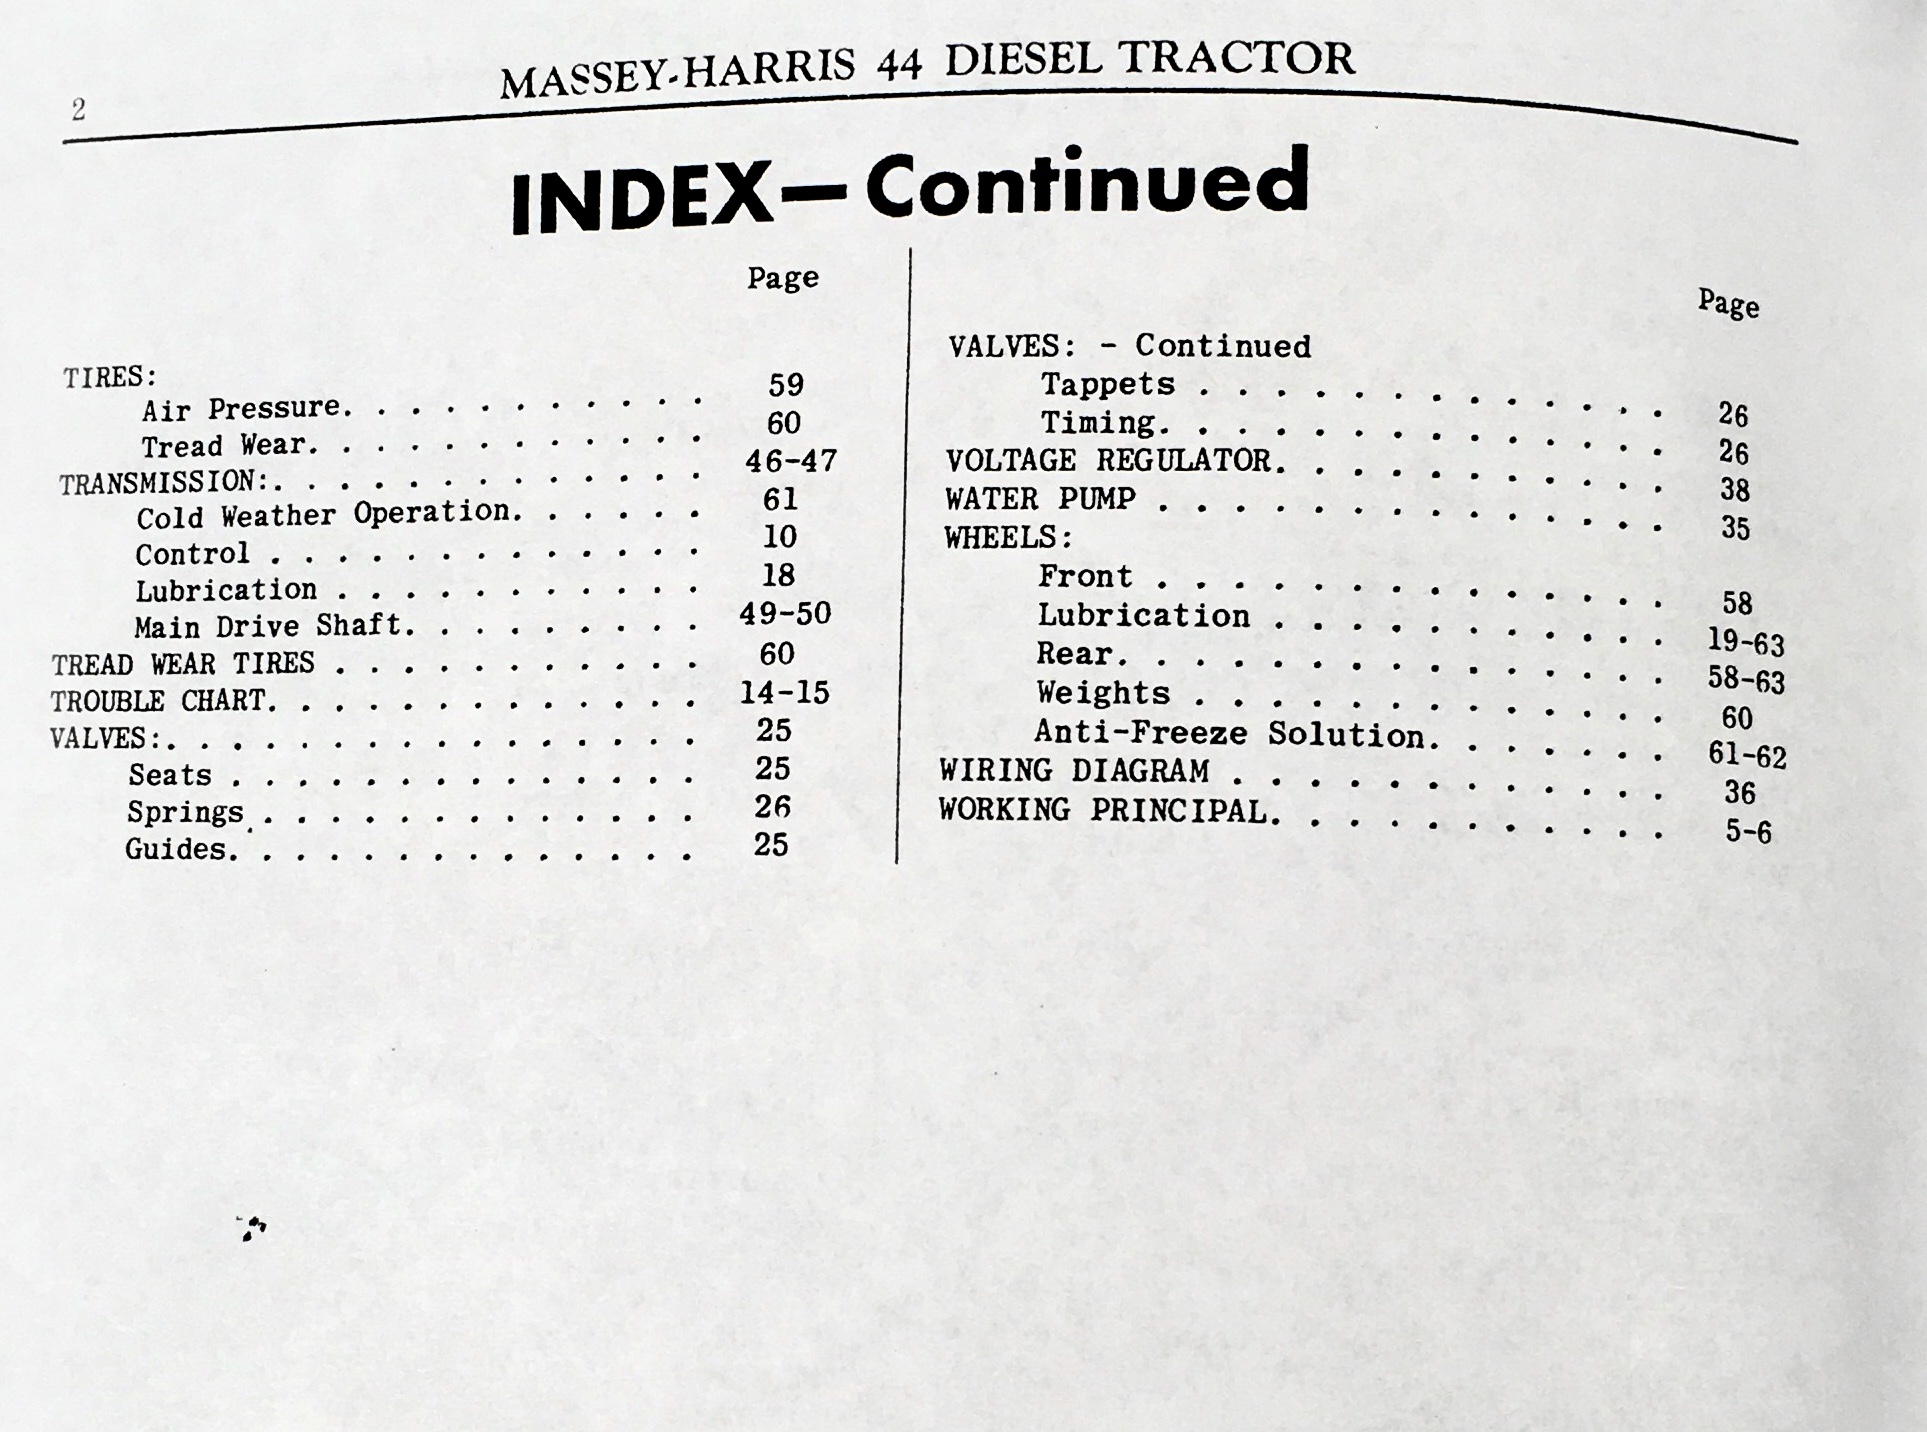 MASSEY-HARRIS 44 DIESEL TRACTOR
2
INDEX—Continued
Page
TIRES:
Air Pressure. . . . . . . . . . . . 59
Tread Wear. . . . . . . . . . . . . 60
TRANSMISSION:. . . . . . . . . . . . . 46-47
Cold Weather Operation. . . . . . . 61
Control . . . . . . . . . . . . . 10
Lubrication . . . . . . . . . . . 18
Main Drive Shaft. . . . . . . . . . 49-50
TREAD WEAR TIRES . . . . . . . . . . . 60
TROUBLE CHART. . . . . . . . . . . . . 14-15
VALVES:. . . . . . . . . . . . . . . . 25
Seats . . . . . . . . . . . . . . 25
Springs . . . . . . . . . . . . . 26
Guides. . . . . . . . . . . . . . . 25
Page
VALVES: - Continued
Tappets . . . . . . . . . . . . . 26
Timing. . . . . . . . . . . . . . 26
VOLTAGE REGULATOR. . . . . . . . . . . 38
WATER PUMP . . . . . . . . . . . . . . 35
WHEELS:
Front . . . . . . . . . . . . . . 58
Lubrication . . . . . . . . . . . 19-63
Rear. . . . . . . . . . . . . . . 58-63
Weights . . . . . . . . . . . . . 60
Anti-Freeze Solution. . . . . . . 61-62
WIRING DIAGRAM . . . . . . . . . . . . 36
WORKING PRINCIPAL. . . . . . . . . . . 5-6